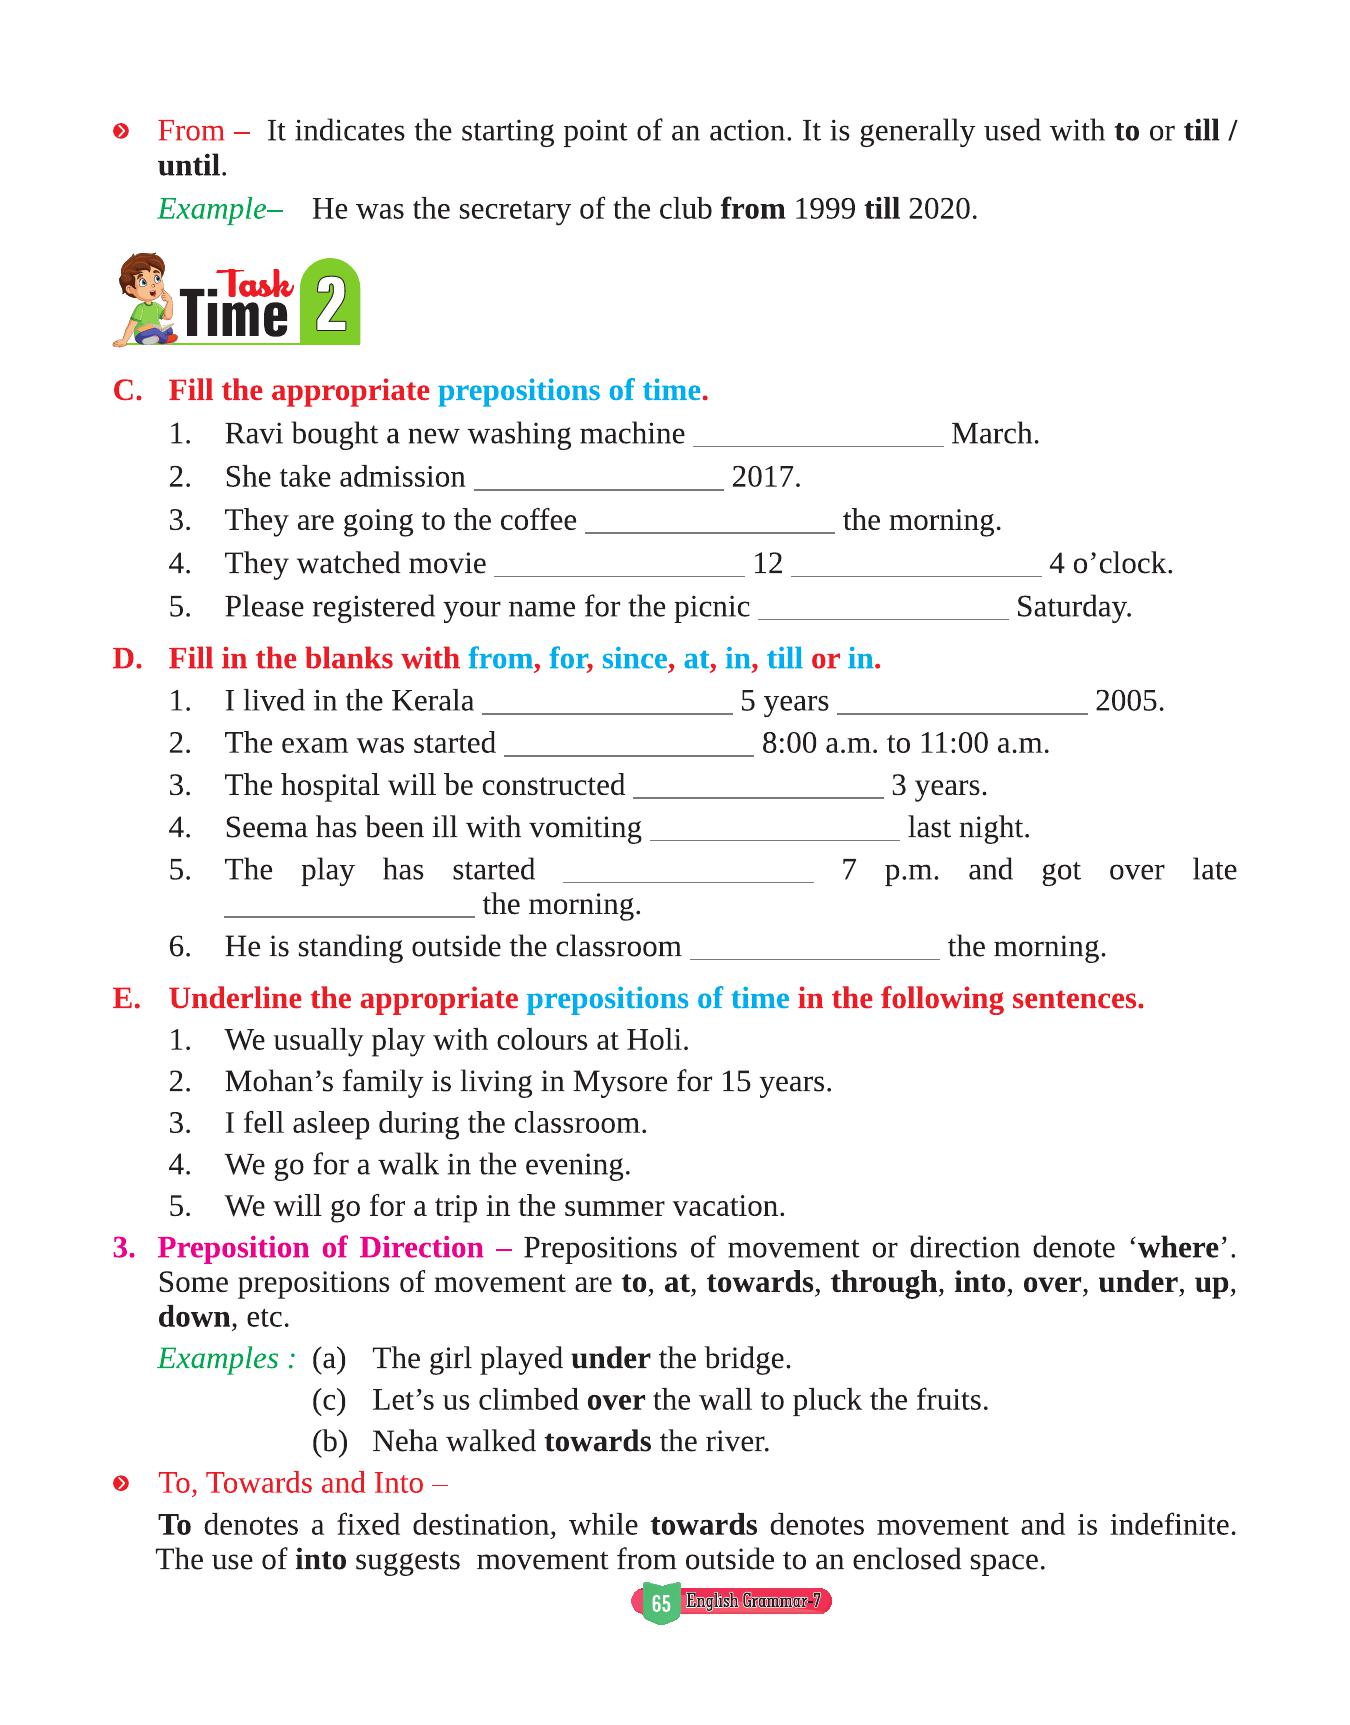 From – It indicates the starting point of an action. It is generally used with to or till /
until.
Example– He was the secretary of the club from 1999 till 2020.
Task
Time 2
C. Fill the appropriate prepositions of time.
1. Ravi bought a new washing machine ________________ March.
2. She take admission ________________ 2017.
3. They are going to the coffee ________________ the morning.
4. They watched movie ________________ 12 ________________ 4 o’clock.
5. Please registered your name for the picnic ________________ Saturday.
D. Fill in the blanks with from, for, since, at, in, till or in.
1. I lived in the Kerala ________________ 5 years ________________ 2005.
2. The exam was started ________________ 8:00 a.m. to 11:00 a.m.
3. The hospital will be constructed ________________ 3 years.
4. Seema has been ill with vomiting ________________ last night.
5. The play has started ________________ 7 p.m. and got over late
________________ the morning.
6. He is standing outside the classroom ________________ the morning.
E. Underline the appropriate prepositions of time in the following sentences.
1. We usually play with colours at Holi.
2. Mohan’s family is living in Mysore for 15 years.
3. I fell asleep during the classroom.
4. We go for a walk in the evening.
5. We will go for a trip in the summer vacation.
3. Preposition of Direction – Prepositions of movement or direction denote ‘where’.
Some prepositions of movement are to, at, towards, through, into, over, under, up,
down, etc.
Examples : (a) The girl played under the bridge.
(c) Let’s us climbed over the wall to pluck the fruits.
(b) Neha walked towards the river.
To, Towards and Into –
To denotes a fixed destination, while towards denotes movement and is indefinite.
The use of into suggests movement from outside to an enclosed space.
65 English Grammar-7